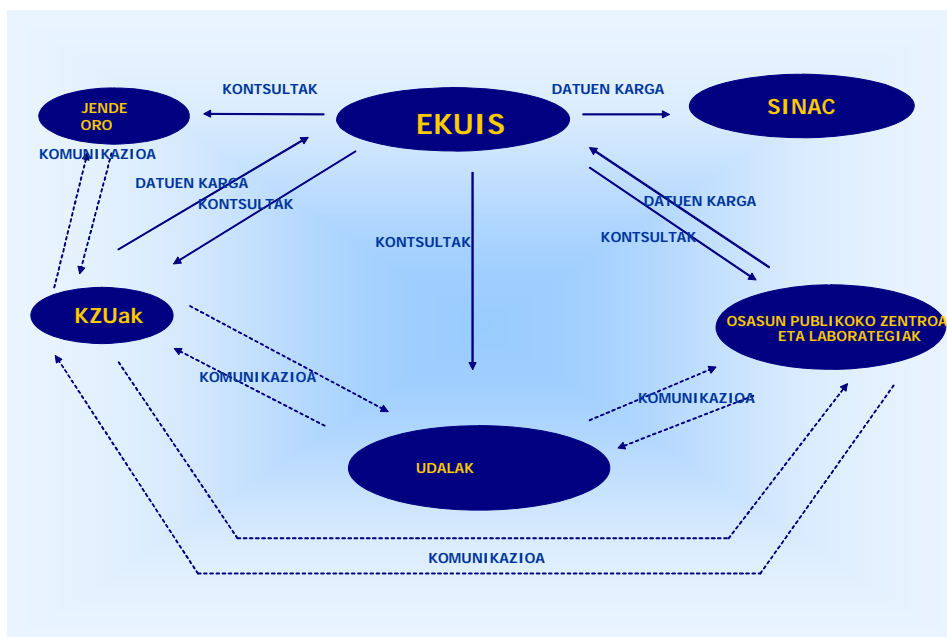 KONTSULTAK
DATUEN KARGA
JENDE
ORO
EKUIS
SINAC
KOMUNIKAZIOA
DATUEN KARGA
KONTSULTAK
DATUEN KARGA
KONTSULTAK
KONTSULTAK
KZUak
OSASUN PUBLIKOKO ZENTROA
ETA LABORATEGIAK
KOMUNIKAZIOA
KOMUNIKAZIOA
UDALAK
KOMUNIKAZIOA